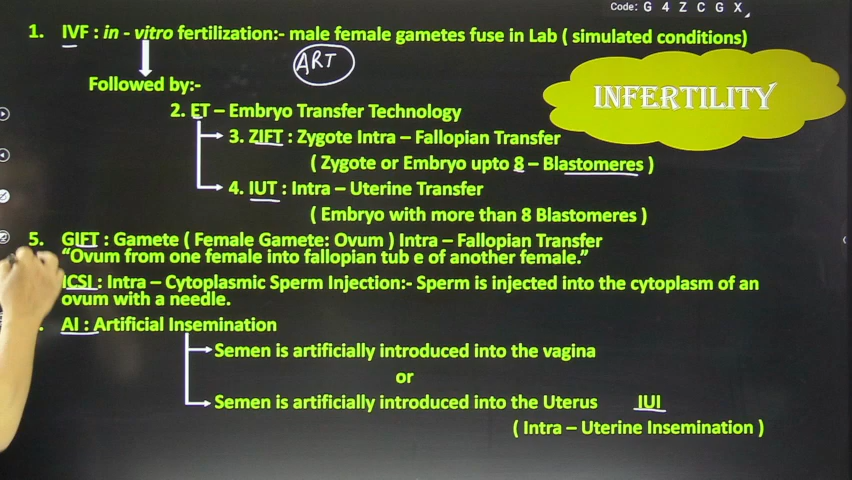 Code: G 4 Z C G X
1. IVF : in - vitro fertilization:- male female gametes fuse in Lab ( simulated conditions)
ART
Followed by:-
INFERTILITY
2. ET – Embryo Transfer Technology
3. ZIFT : Zygote Intra – Fallopian Transfer
( Zygote or Embryo upto 8 – Blastomeres )
4. IUT : Intra – Uterine Transfer
( Embryo with more than 8 Blastomeres )
5. GIFT : Gamete ( Female Gamete: Ovum ) Intra – Fallopian Transfer
“Ovum from one female into fallopian tub e of another female.”
ICSI : Intra – Cytoplasmic Sperm Injection:- Sperm is injected into the cytoplasm of an
ovum with a needle.
AI : Artificial Insemination
Semen is artificially introduced into the vagina
or
Semen is artificially introduced into the Uterus IUI
( Intra – Uterine Insemination )